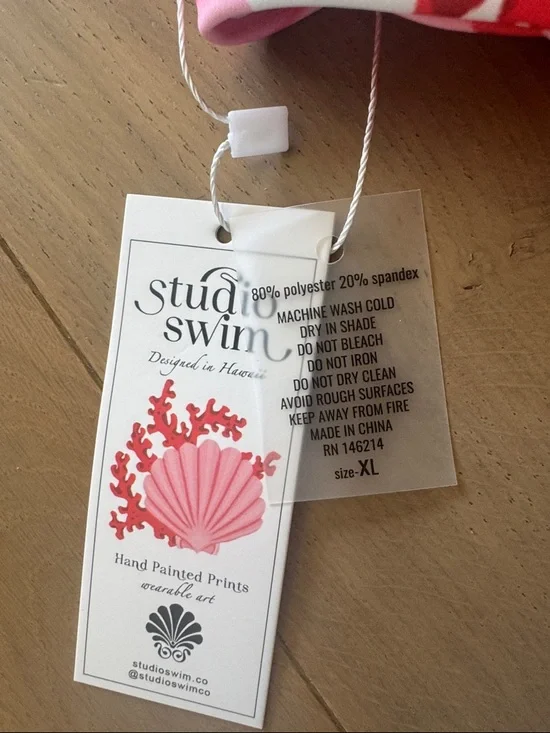 studio
swim
Designed in Hawaii
Hand Painted Prints
wearable art
studioswim.co
@studioswimco
80% polyester 20% spandex
MACHINE WASH COLD
DRY IN SHADE
DO NOT BLEACH
DO NOT IRON
DO NOT DRY CLEAN
AVOID ROUGH SURFACES
KEEP AWAY FROM FIRE
MADE IN CHINA
RN 146214
size-XL